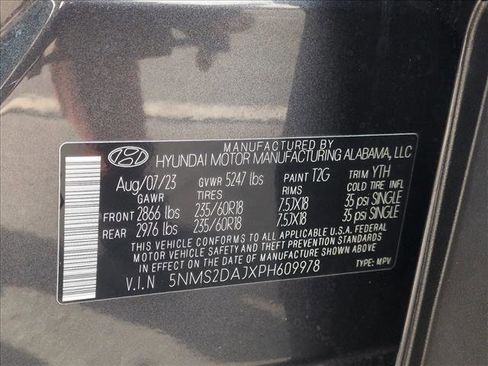 MANUFACTURED BY
HYUNDAI MOTOR MANUFACTURING ALABAMA, LLC
Aug/07/23 GVWR 5247 lbs PAINT T2G TRIM YTH
GAWR TIRES RIMS COLD TIRE INFL
FRONT 2866 lbs 235/60R18 7.5JX18 35 psi SINGLE
REAR 2976 lbs 235/60R18 7.5JX18 35 psi SINGLE
THIS VEHICLE CONFORMS TO ALL APPLICABLE U.S.A. FEDERAL
MOTOR VEHICLE SAFETY AND THEFT PREVENTION STANDARDS IN
EFFECT ON THE DATE OF MANUFACTURE SHOWN ABOVE.
V.I.N 5NMS2DAJXPH609978 TYPE: MPV